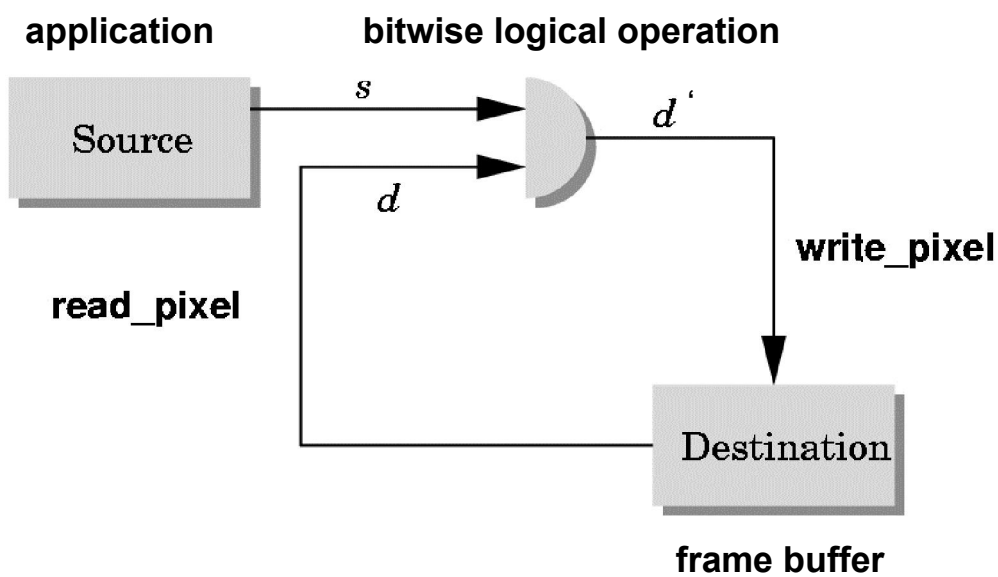 application
bitwise logical operation
s
Source
d‘
d
write_pixel
read_pixel
Destination
frame buffer